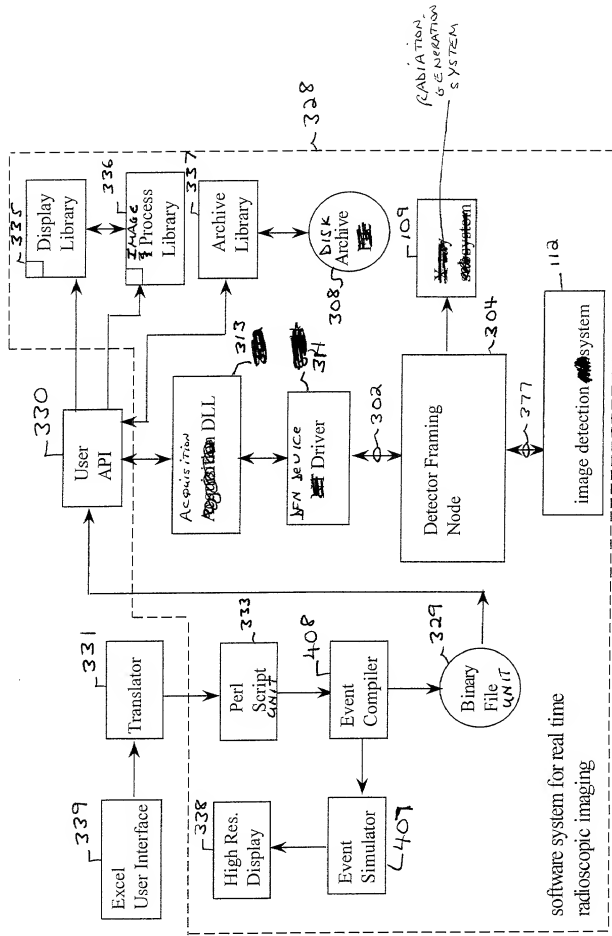 339
Excel
User Interface
331
Translator
330
User
API
335
Display
Library
336
IMAGE
Process
Library
337
Archive
Library
328
333
Perl
Script
UNIT
313
ACQUISITION
DLL
314
DFN DEVICE
Driver
302
308
DISK
Archive
109
RADIATION
GENERATION
SYSTEM
338
High Res.
Display
408
Event
Compiler
407
Event
Simulator
329
Binary
File
UNIT
304
Detector Framing
Node
377
112
image detection system
software system for real time
radioscopic imaging